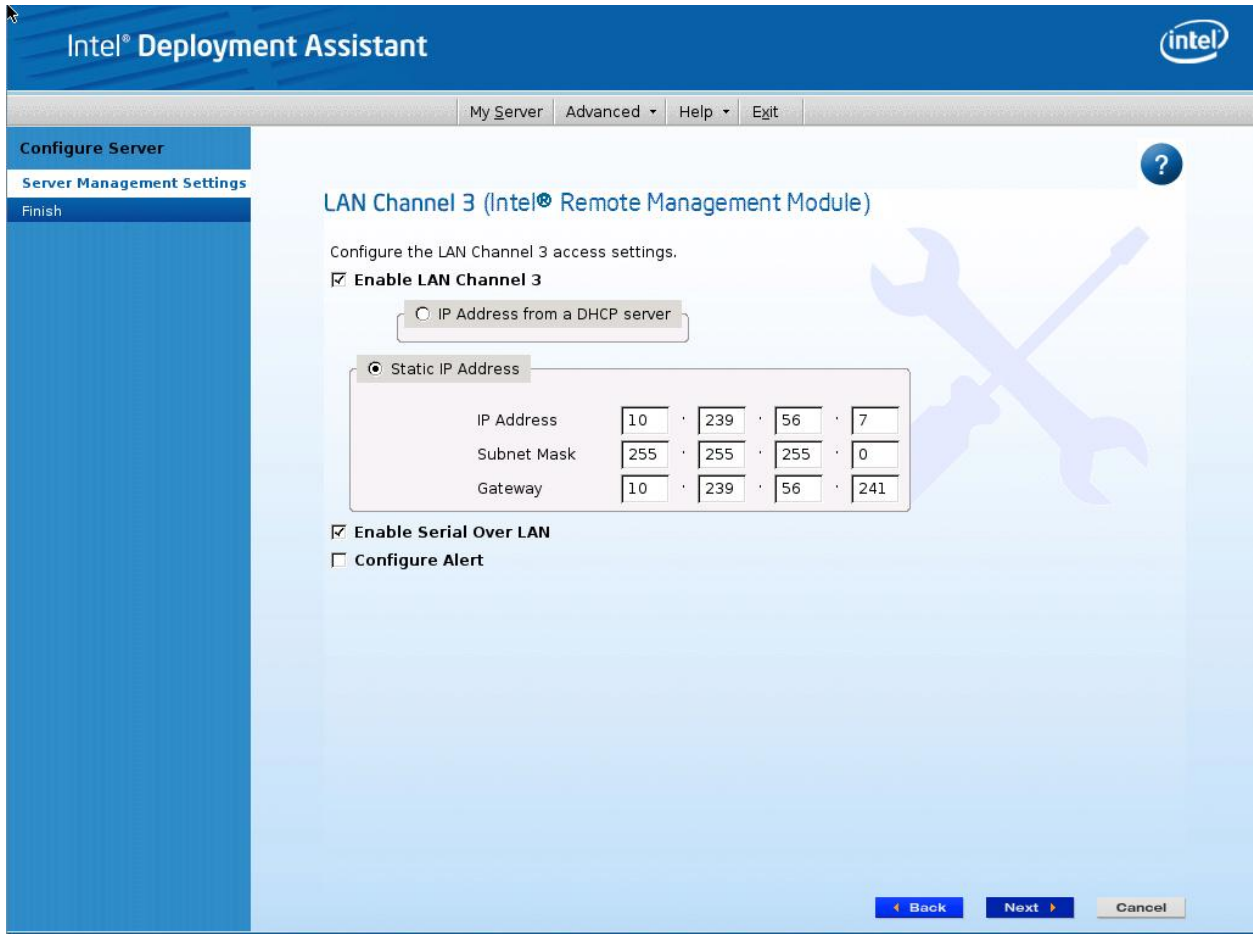 Intel® Deployment Assistant
intel
My Server Advanced Help Exit
Configure Server
Server Management Settings
Finish
?
LAN Channel 3 (Intel® Remote Management Module)
Configure the LAN Channel 3 access settings.
Enable LAN Channel 3
IP Address from a DHCP server
Static IP Address
IP Address 10 . 239 . 56 . 7
Subnet Mask 255 . 255 . 255 . 0
Gateway 10 . 239 . 56 . 241
Enable Serial Over LAN
Configure Alert
Back Next Cancel